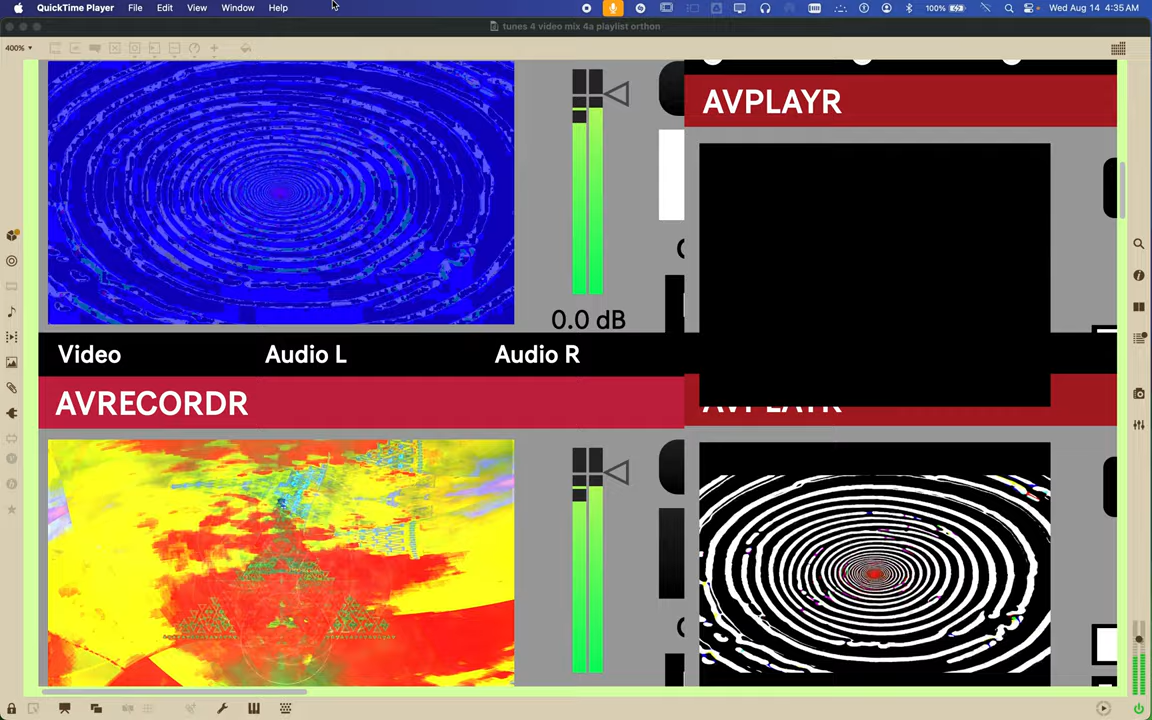 QuickTime Player File Edit View Window Help 100% Wed Aug 14 4:35 AM
tunes 4 video mix 4a playlist orthon
400%
AVPLAYR
0.0 dB
Video Audio L Audio R
AVRECORDR
AVPLAYR